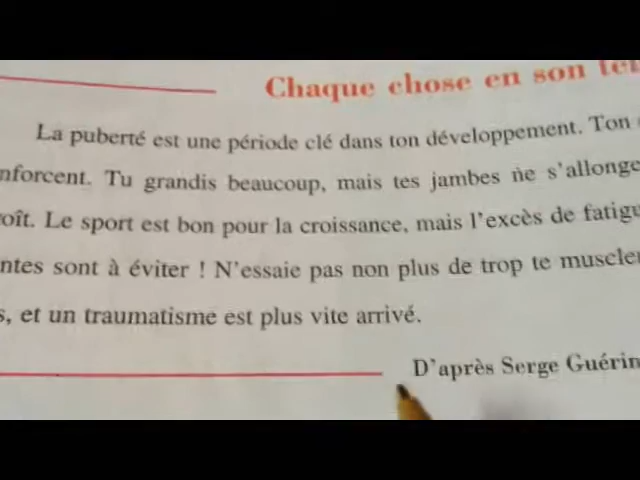 Chaque chose en son
La puberté est une période clé dans ton développement. Ton
nforcent. Tu grandis beaucoup, mais tes jambes ne s'allonge
oît. Le sport est bon pour la croissance, mais l'excès de fatigu
ntes sont à éviter ! N'essaie pas non plus de trop te muscler
s, et un traumatisme est plus vite arrivé.
D'après Serge Guérin